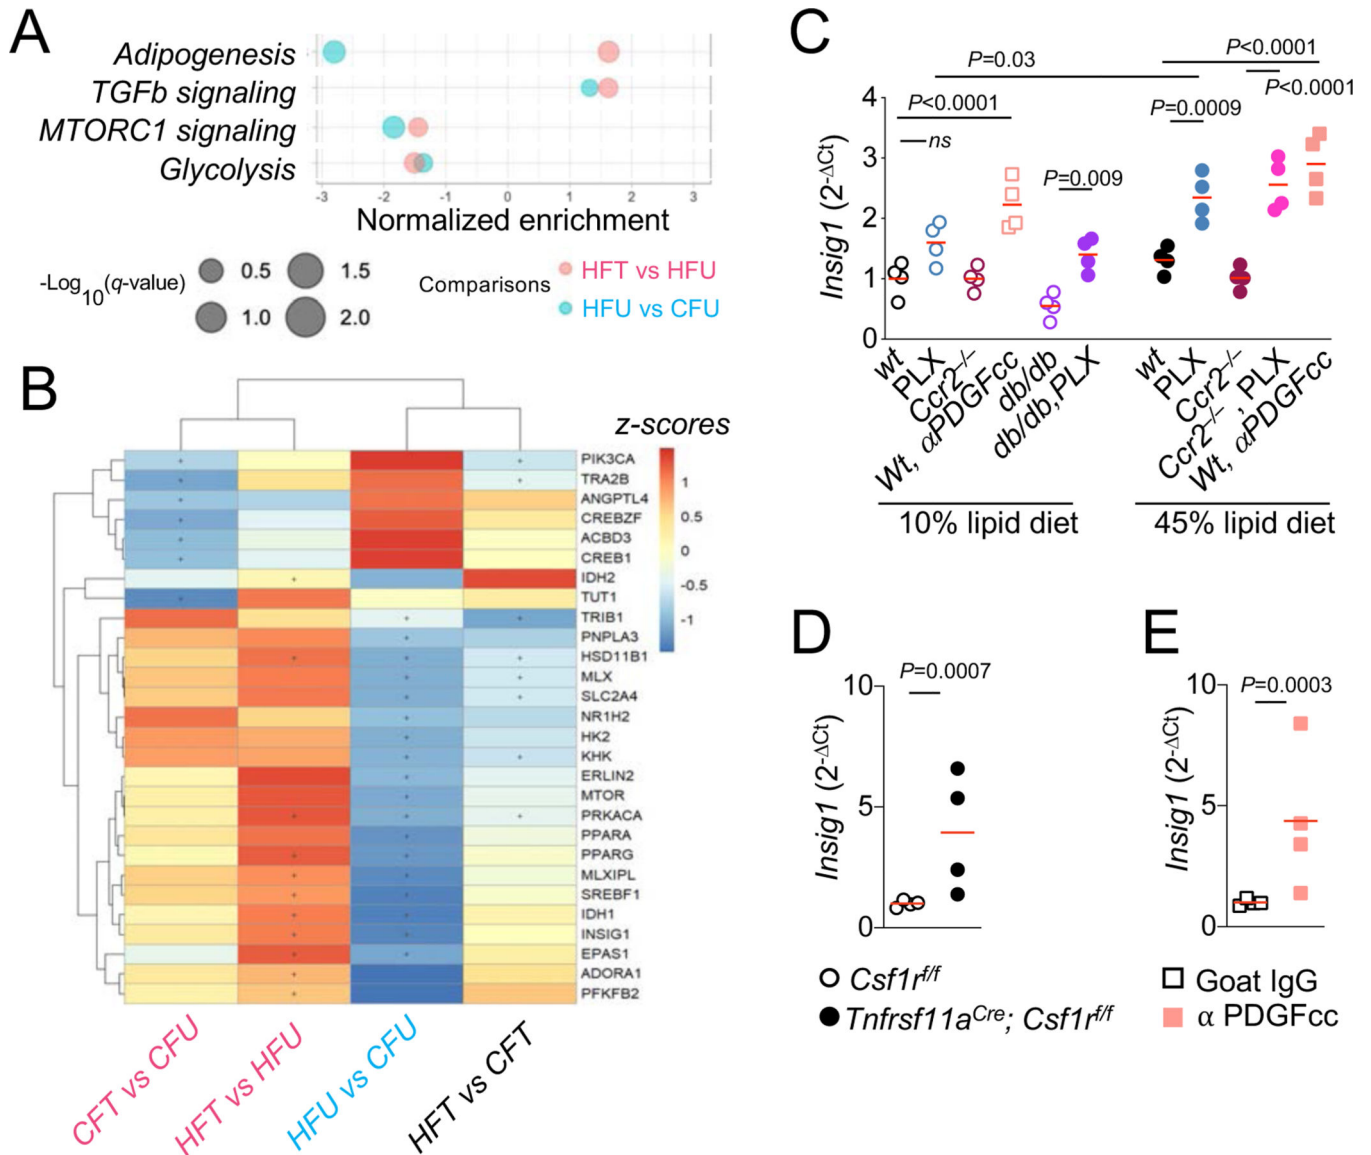 A
Adipogenesis
TGFb signaling
MTORC1 signaling
Glycolysis
-3 -2 -1 0 1 2 3
Normalized enrichment
-Log10(q-value)
0.5 1.5
1.0 2.0
Comparisons
HFT vs HFU
HFU vs CFU
B
z-scores
1
0.5
0
-0.5
-1
PIK3CA
TRA2B
ANGPTL4
CREBZF
ACBD3
CREB1
IDH2
TUT1
TRIB1
PNPLA3
HSD11B1
MLX
SLC2A4
NR1H2
HK2
KHK
ERLIN2
MTOR
PRKACA
PPARA
PPARG
MLXIPL
SREBF1
IDH1
INSIG1
EPAS1
ADORA1
PFKFB2
CFT vs CFU
HFT vs HFU
HFU vs CFU
HFT vs CFT
C
Insig1 (2-ΔCt)
4
3
2
1
0
P<0.0001
P=0.03
P<0.0001
P<0.0001
P=0.0009
ns
P=0.009
wt
PLX
Ccr2-/-
Wt, αPDGFcc
db/db
db/db,PLX
wt
PLX
Ccr2-/-
Ccr2-/-, PLX
Wt, αPDGFcc
10% lipid diet
45% lipid diet
D
Insig1 (2-ΔCt)
10
5
0
P=0.0007
Csf1rf/f
Tnfrsf11aCre; Csf1rf/f
E
Insig1 (2-ΔCt)
10
5
0
P=0.0003
Goat IgG
α PDGFcc